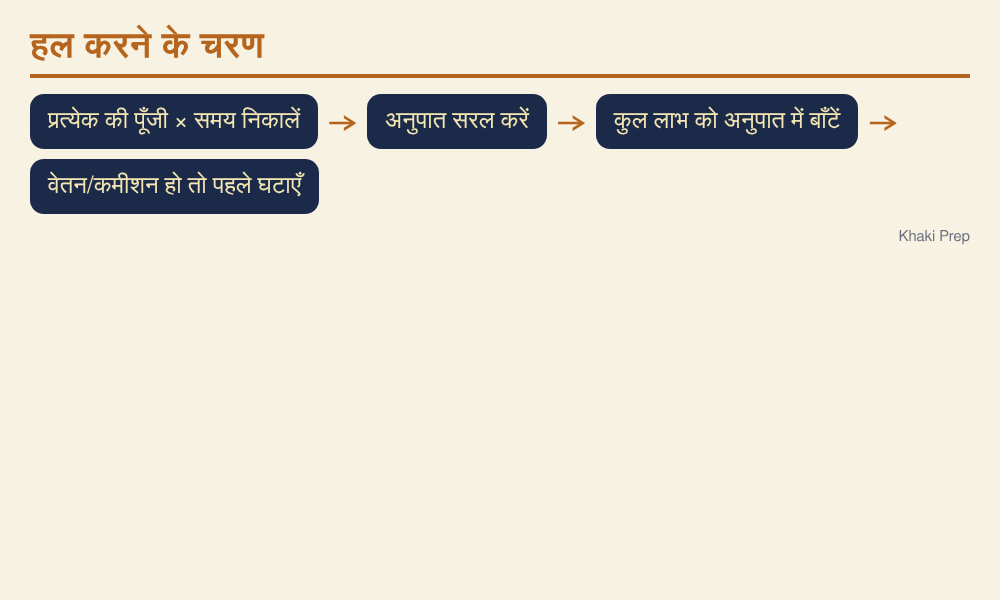 हल करने के चरण
प्रत्येक की पूँजी × समय निकालें → अनुपात सरल करें → कुल लाभ को अनुपात में बाँटें →
वेतन/कमीशन हो तो पहले घटाएँ
Khaki Prep